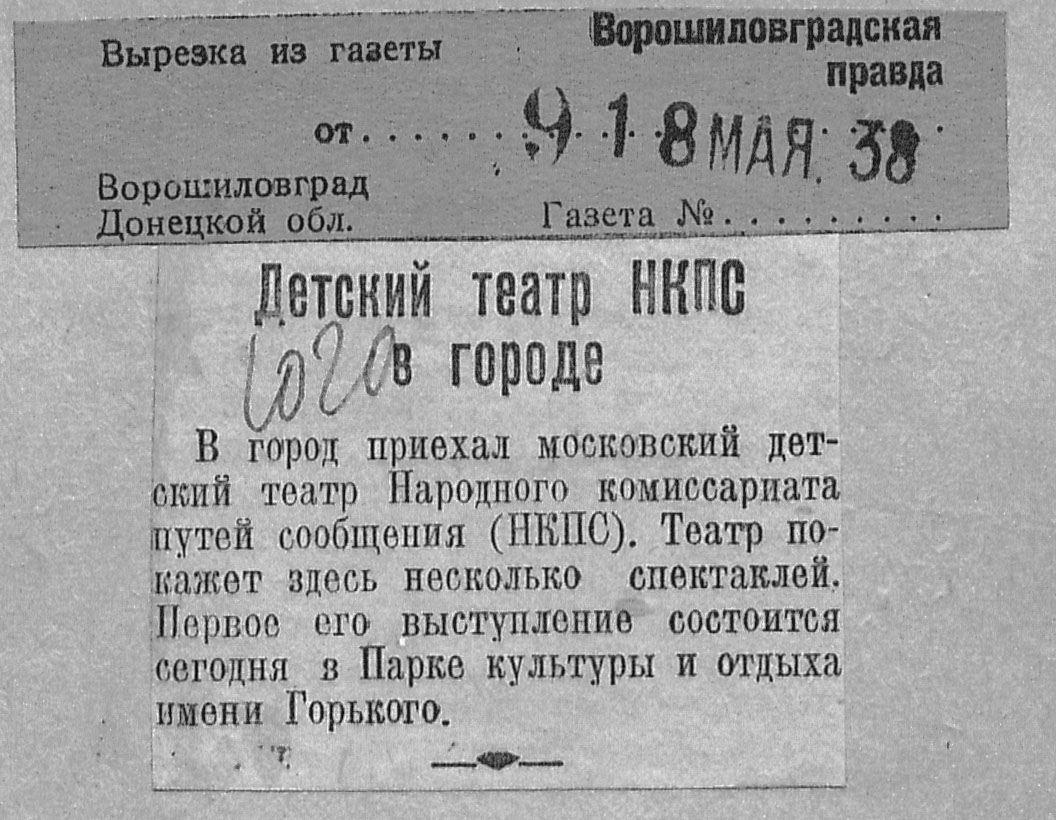 Вырезка из газеты
Ворошиловградская
правда
от . . . . . . 18 МАЯ. 38
Ворошиловград
Донецкой обл.
Газета № . . . . . . . . .
Детский театр НКПС
в городе
В город приехал московский дет-
ский театр Народного комиссариата
путей сообщения (НКПС). Театр по-
кажет здесь несколько спектаклей.
Первое его выступление состоится
сегодня в Парке культуры и отдыха
имени Горького.